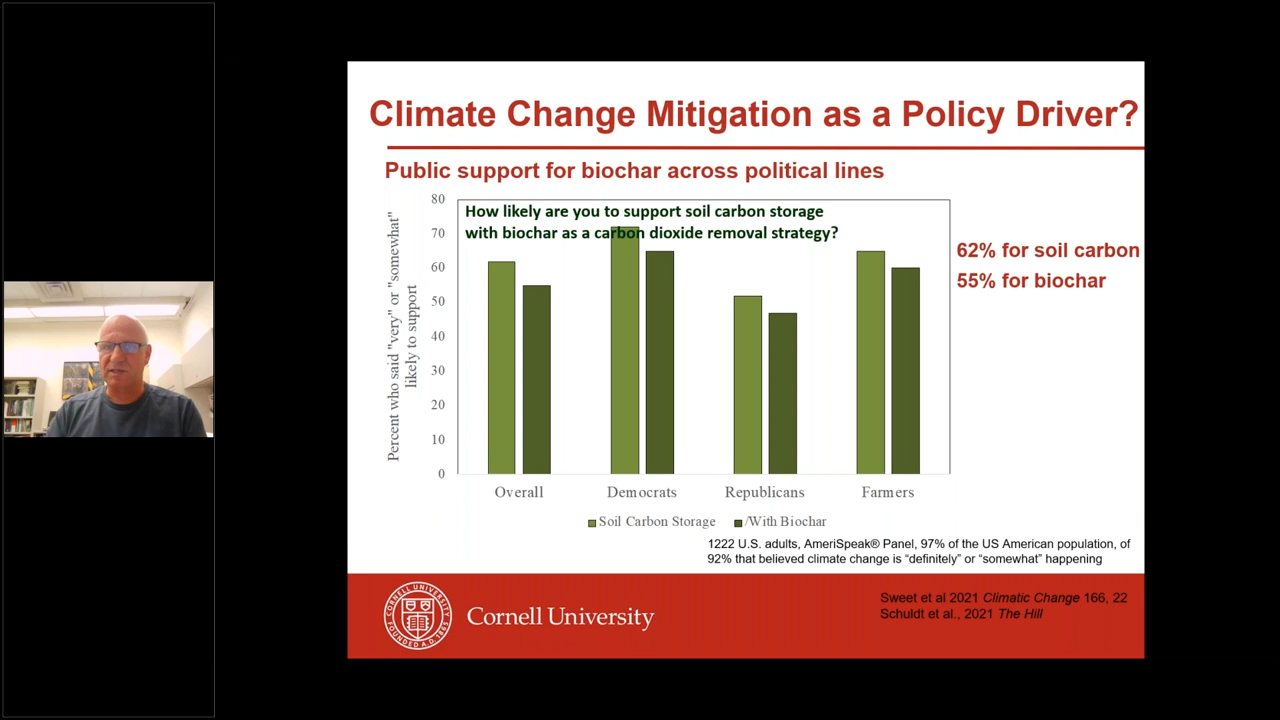 Climate Change Mitigation as a Policy Driver?
Public support for biochar across political lines
How likely are you to support soil carbon storage
with biochar as a carbon dioxide removal strategy?
Percent who said "very" or "somewhat"
likely to support
80
70
60
50
40
30
20
10
0
Overall
Democrats
Republicans
Farmers
Soil Carbon Storage
/With Biochar
62% for soil carbon
55% for biochar
1222 U.S. adults, AmeriSpeak® Panel, 97% of the US American population, of
92% that believed climate change is “definitely” or “somewhat” happening
CORNELL UNIVERSITY
FOUNDED A.D. 1865
Cornell University
Sweet et al 2021 Climatic Change 166, 22
Schuldt et al., 2021 The Hill